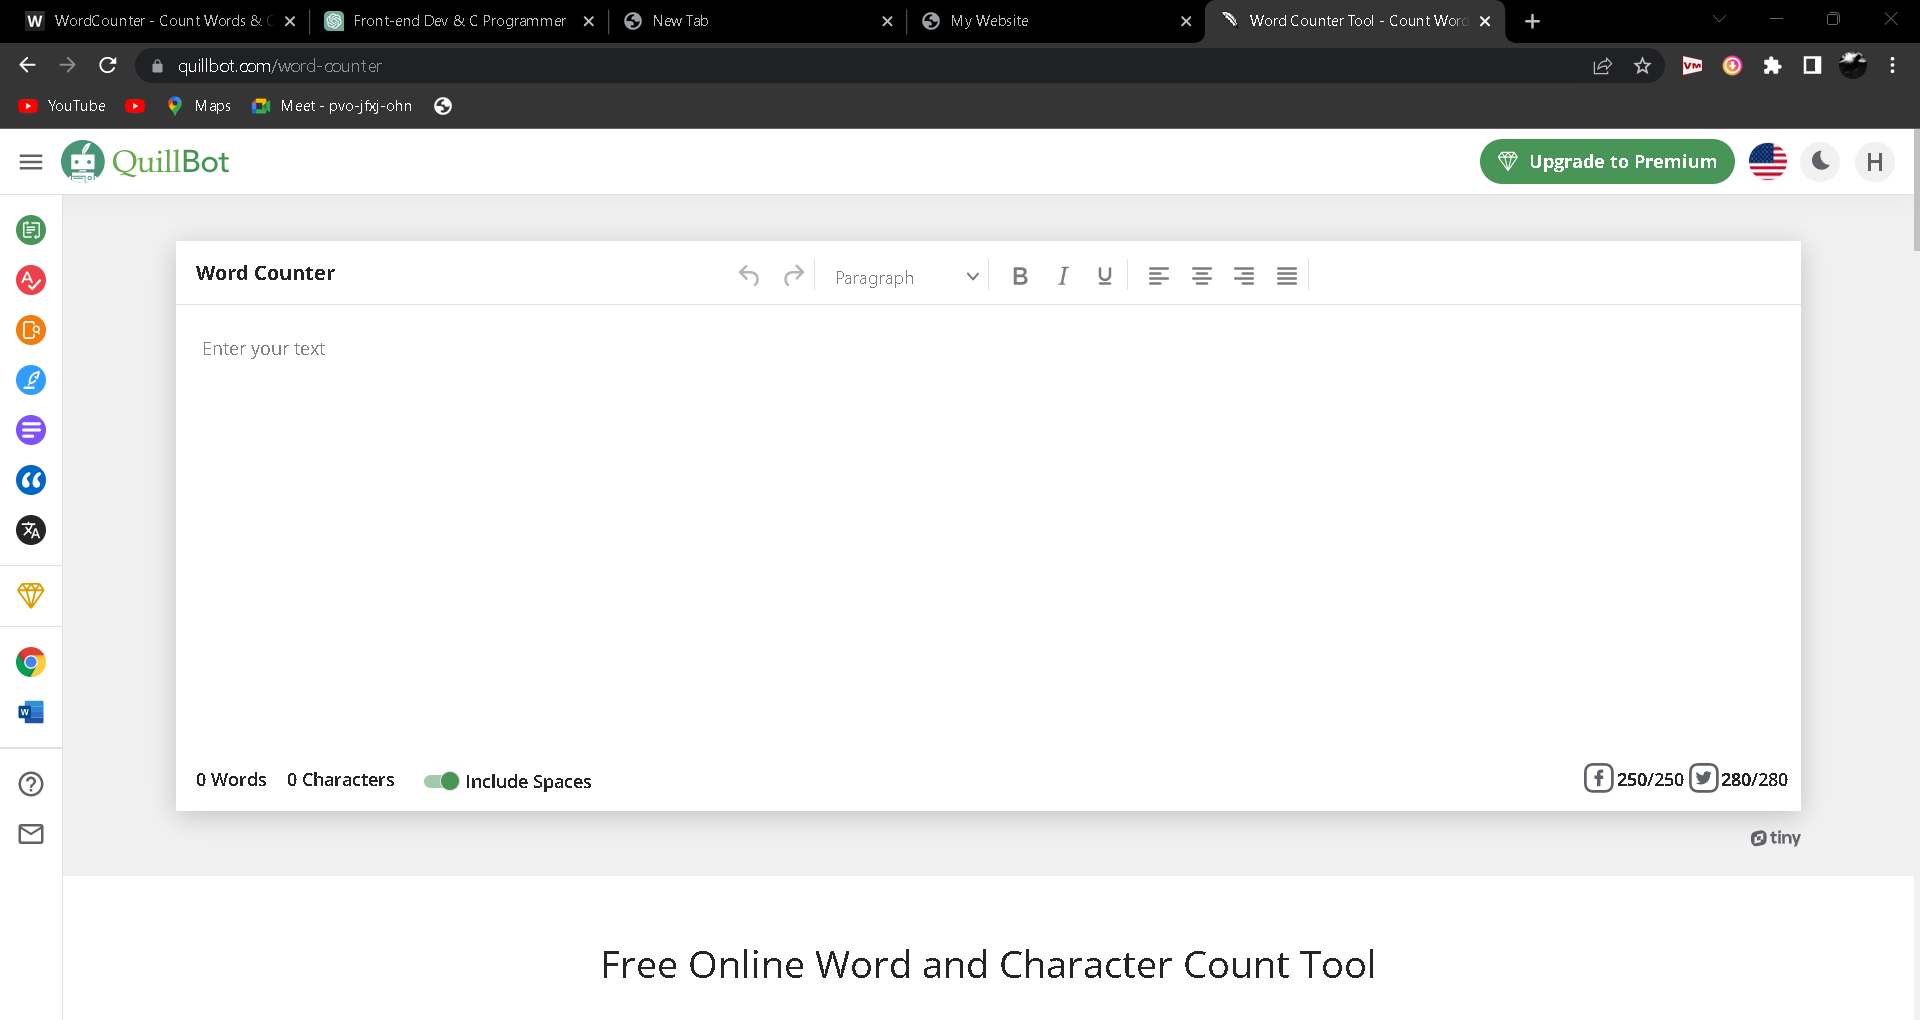 WordCounter - Count Words & C
Front-end Dev & C Programmer
New Tab
My Website
Word Counter Tool - Count Word
quillbot.com/word-counter
VM
YouTube
Maps
Meet - pvo-jfxj-ohn
QuillBot
Upgrade to Premium
H
Word Counter
Paragraph
B I U
Enter your text
0 Words
0 Characters
Include Spaces
250/250
280/280
tiny
Free Online Word and Character Count Tool